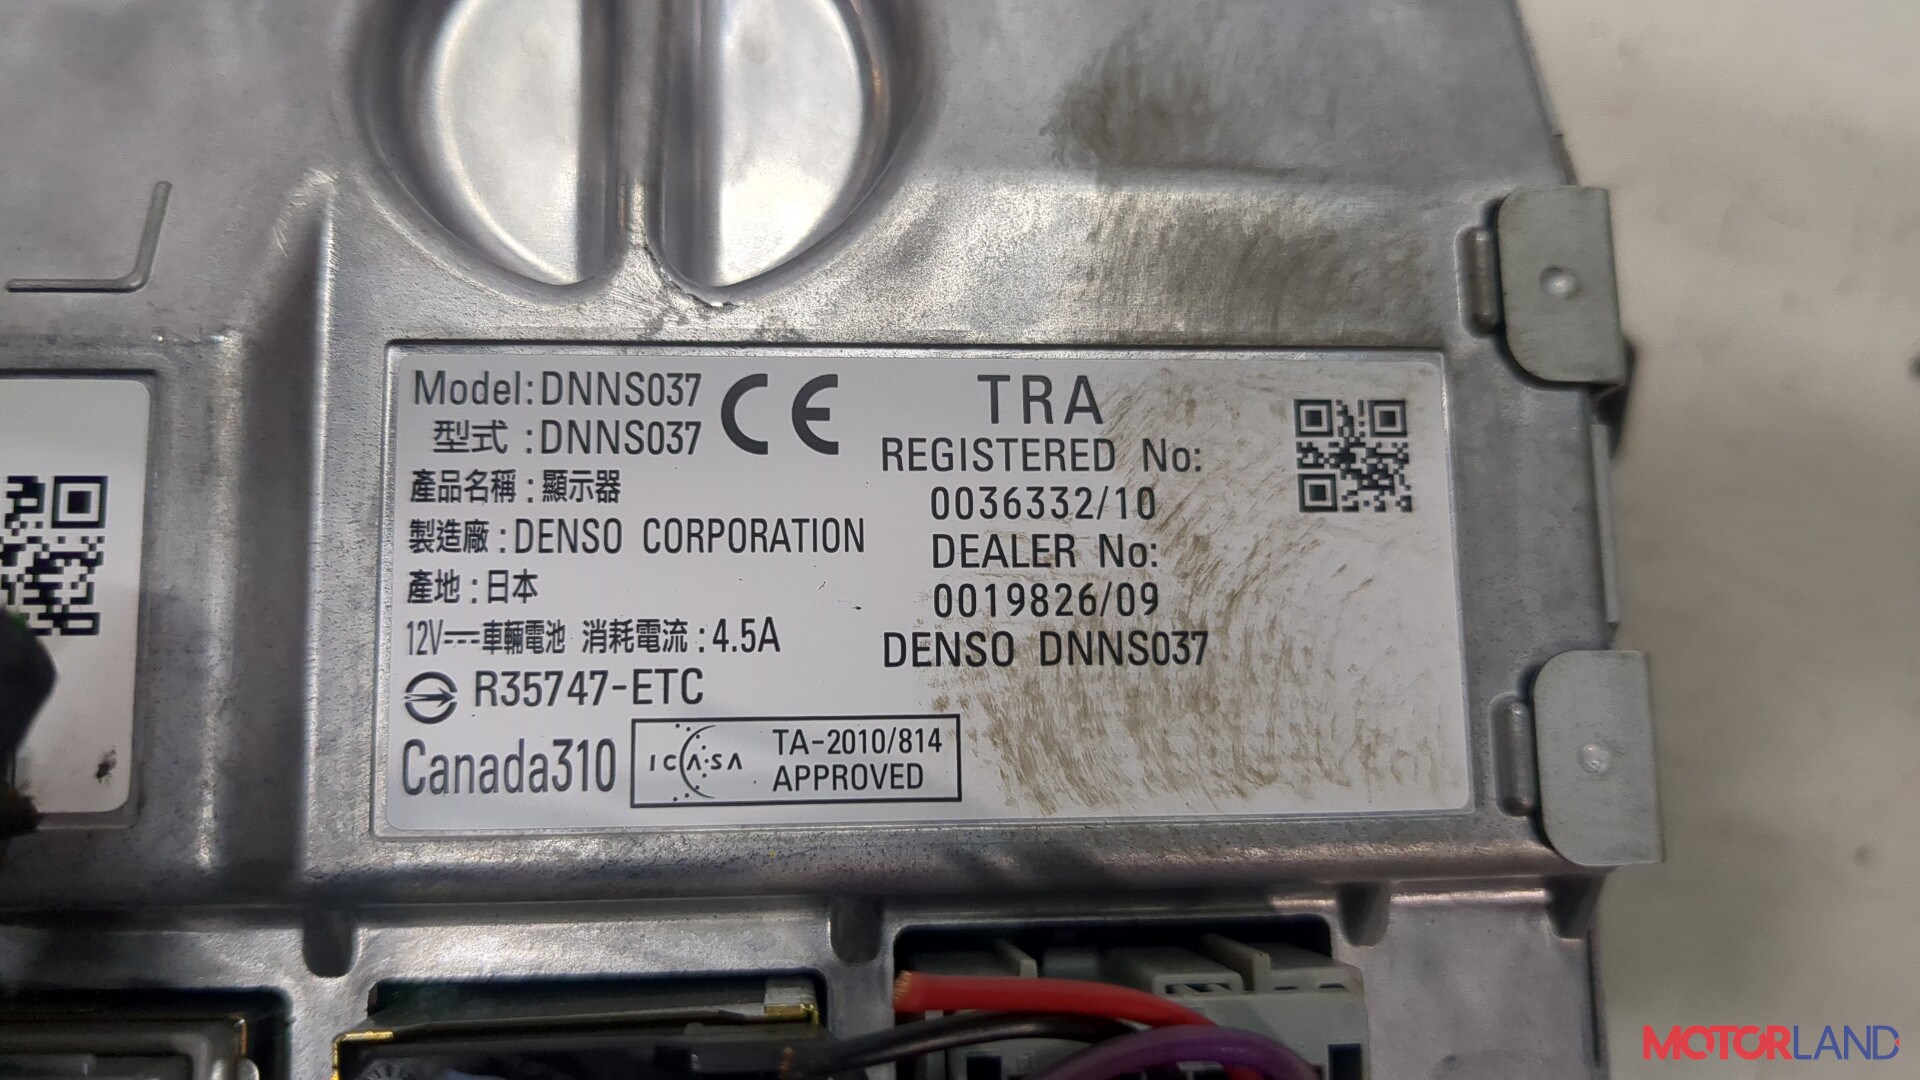 Model:DNNS037
型式:DNNS037
CE
產品名稱:顯示器
製造廠:DENSO CORPORATION
產地:日本
12V⎓車輛電池 消耗電流:4.5A
R35747-ETC
Canada310
ICASA
TA-2010/814
APPROVED
TRA
REGISTERED No:
0036332/10
DEALER No:
0019826/09
DENSO DNNS037
MOTORLAND